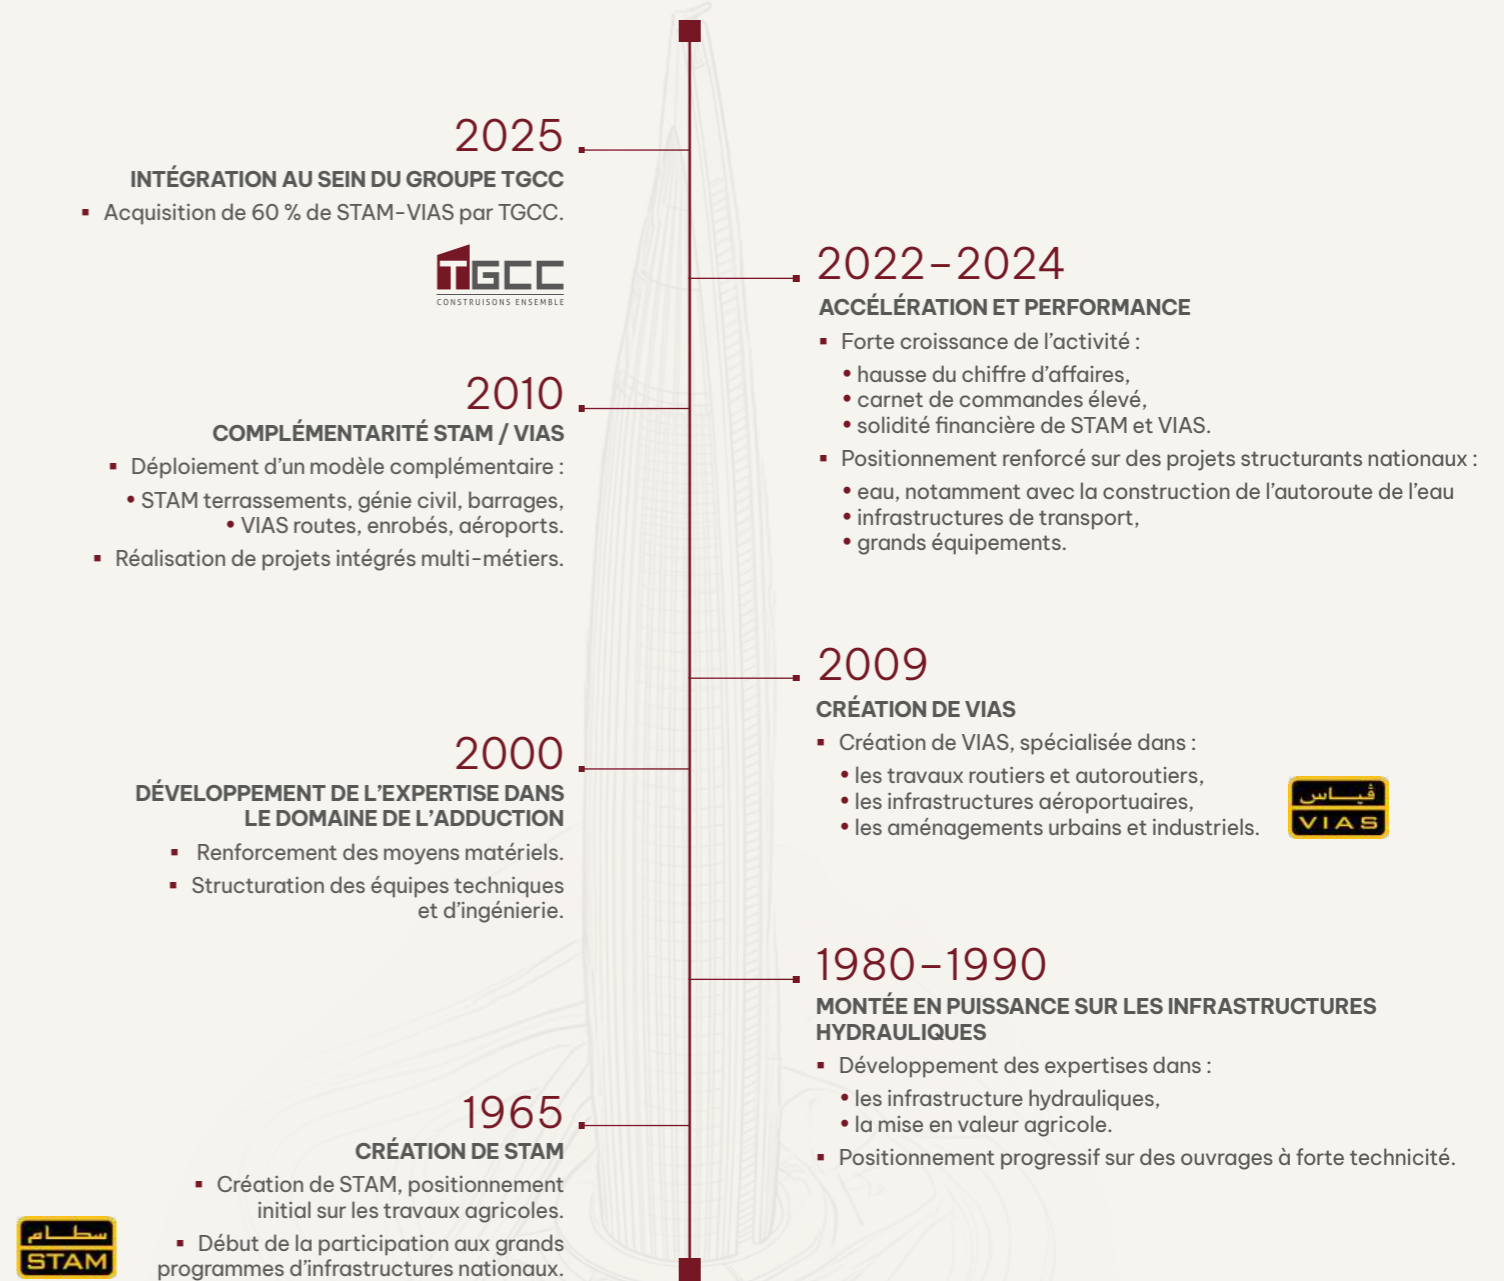 2025
INTÉGRATION AU SEIN DU GROUPE TGCC
▪ Acquisition de 60 % de STAM-VIAS par TGCC.
TGCC
CONSTRUISONS ENSEMBLE
2022-2024
ACCÉLÉRATION ET PERFORMANCE
▪ Forte croissance de l'activité :
• hausse du chiffre d'affaires,
• carnet de commandes élevé,
• solidité financière de STAM et VIAS.
▪ Positionnement renforcé sur des projets structurants nationaux :
• eau, notamment avec la construction de l'autoroute de l'eau
• infrastructures de transport,
• grands équipements.
2010
COMPLÉMENTARITÉ STAM / VIAS
▪ Déploiement d'un modèle complémentaire :
• STAM terrassements, génie civil, barrages,
• VIAS routes, enrobés, aéroports.
▪ Réalisation de projets intégrés multi-métiers.
2009
CRÉATION DE VIAS
▪ Création de VIAS, spécialisée dans :
• les travaux routiers et autoroutiers,
• les infrastructures aéroportuaires,
• les aménagements urbains et industriels.
ڤياس
VIAS
2000
DÉVELOPPEMENT DE L'EXPERTISE DANS
LE DOMAINE DE L'ADDUCTION
▪ Renforcement des moyens matériels.
▪ Structuration des équipes techniques
et d'ingénierie.
1980-1990
MONTÉE EN PUISSANCE SUR LES INFRASTRUCTURES
HYDRAULIQUES
▪ Développement des expertises dans :
• les infrastructure hydrauliques,
• la mise en valeur agricole.
▪ Positionnement progressif sur des ouvrages à forte technicité.
1965
CRÉATION DE STAM
▪ Création de STAM, positionnement
initial sur les travaux agricoles.
▪ Début de la participation aux grands
programmes d'infrastructures nationaux.
سطام
STAM